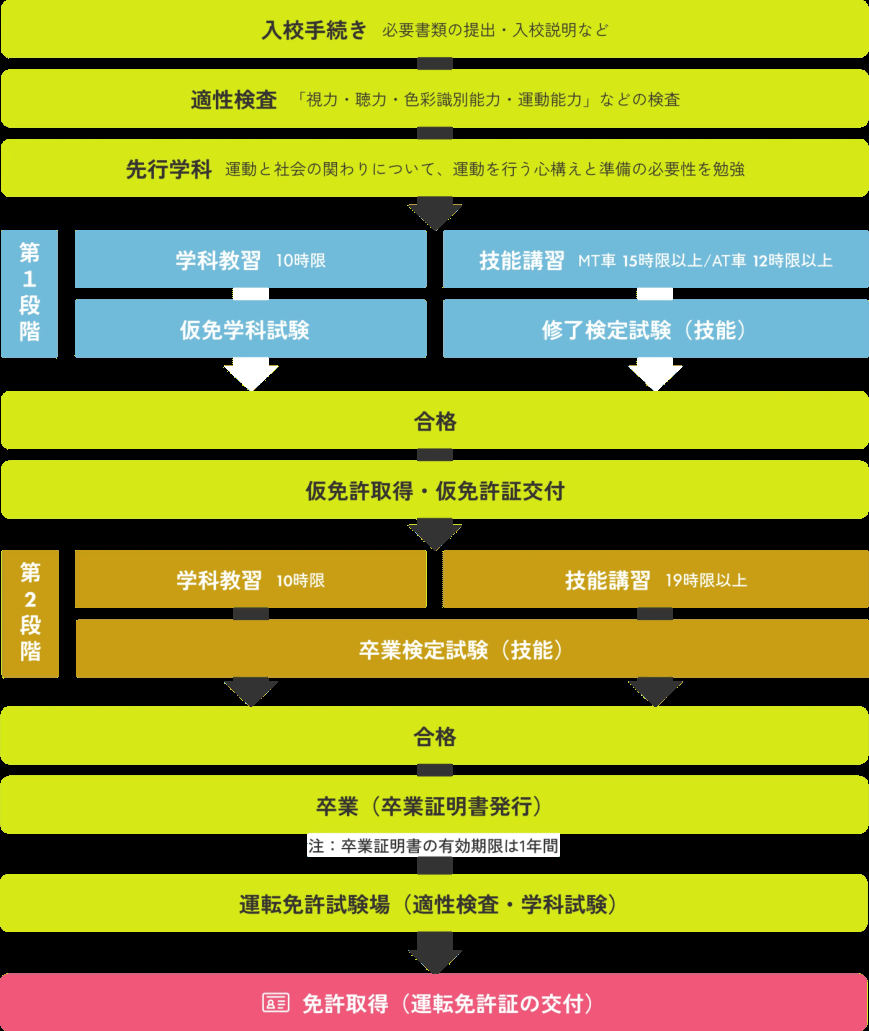 入校手続き 必要書類の提出・入校説明など
適性検査 「視力・聴力・色彩識別能力・運動能力」などの検査
先行学科 運動と社会の関わりについて、運動を行う心構えと準備の必要性を勉強
第1段階
学科教習 10時限
技能講習 MT車 15時限以上/AT車 12時限以上
仮免学科試験
修了検定試験（技能）
合格
仮免許取得・仮免許証交付
第2段階
学科教習 10時限
技能講習 19時限以上
卒業検定試験（技能）
合格
卒業（卒業証明書発行）
注：卒業証明書の有効期限は1年間
運転免許試験場（適性検査・学科試験）
免許取得（運転免許証の交付）